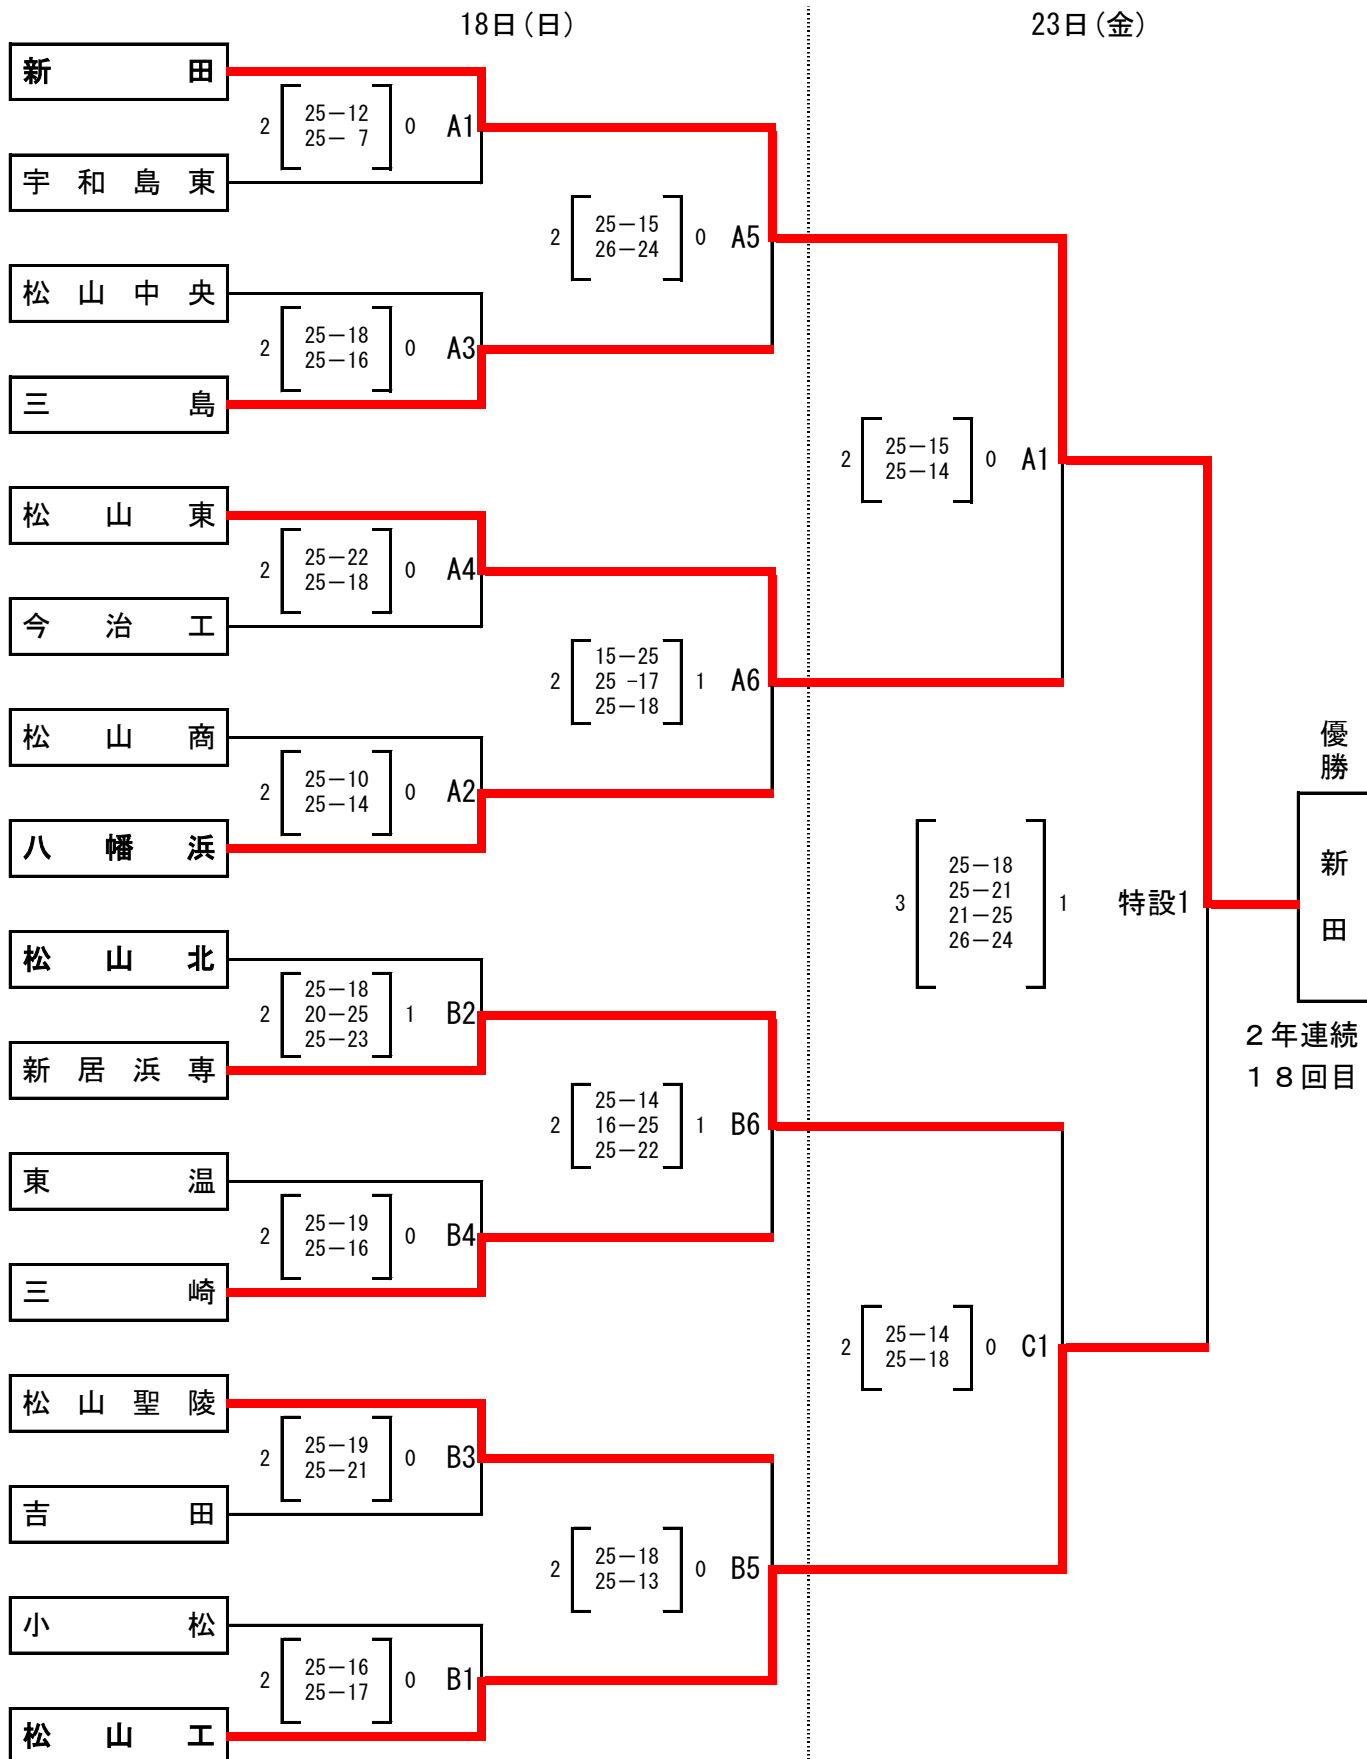 18日(日)
23日(金)
新田
2 25－12 0 A1
25－ 7
宇和島東
2 25－15 0 A5
26－24
松山中央
2 25－18 0 A3
25－16
三島
2 25－15 0 A1
25－14
松山東
2 25－22 0 A4
25－18
今治工
2 15－25 1 A6
25 -17
25－18
松山商
2 25－10 0 A2
25－14
八幡浜
優勝
新田
2年連続
18回目
3 25－18 1 特設1
25－21
21－25
26－24
松山北
2 25－18 1 B2
20－25
25－23
新居浜専
2 25－14 1 B6
16－25
25－22
東温
2 25－19 0 B4
25－16
三崎
2 25－14 0 C1
25－18
松山聖陵
2 25－19 0 B3
25－21
吉田
2 25－18 0 B5
25－13
小松
2 25－16 0 B1
25－17
松山工